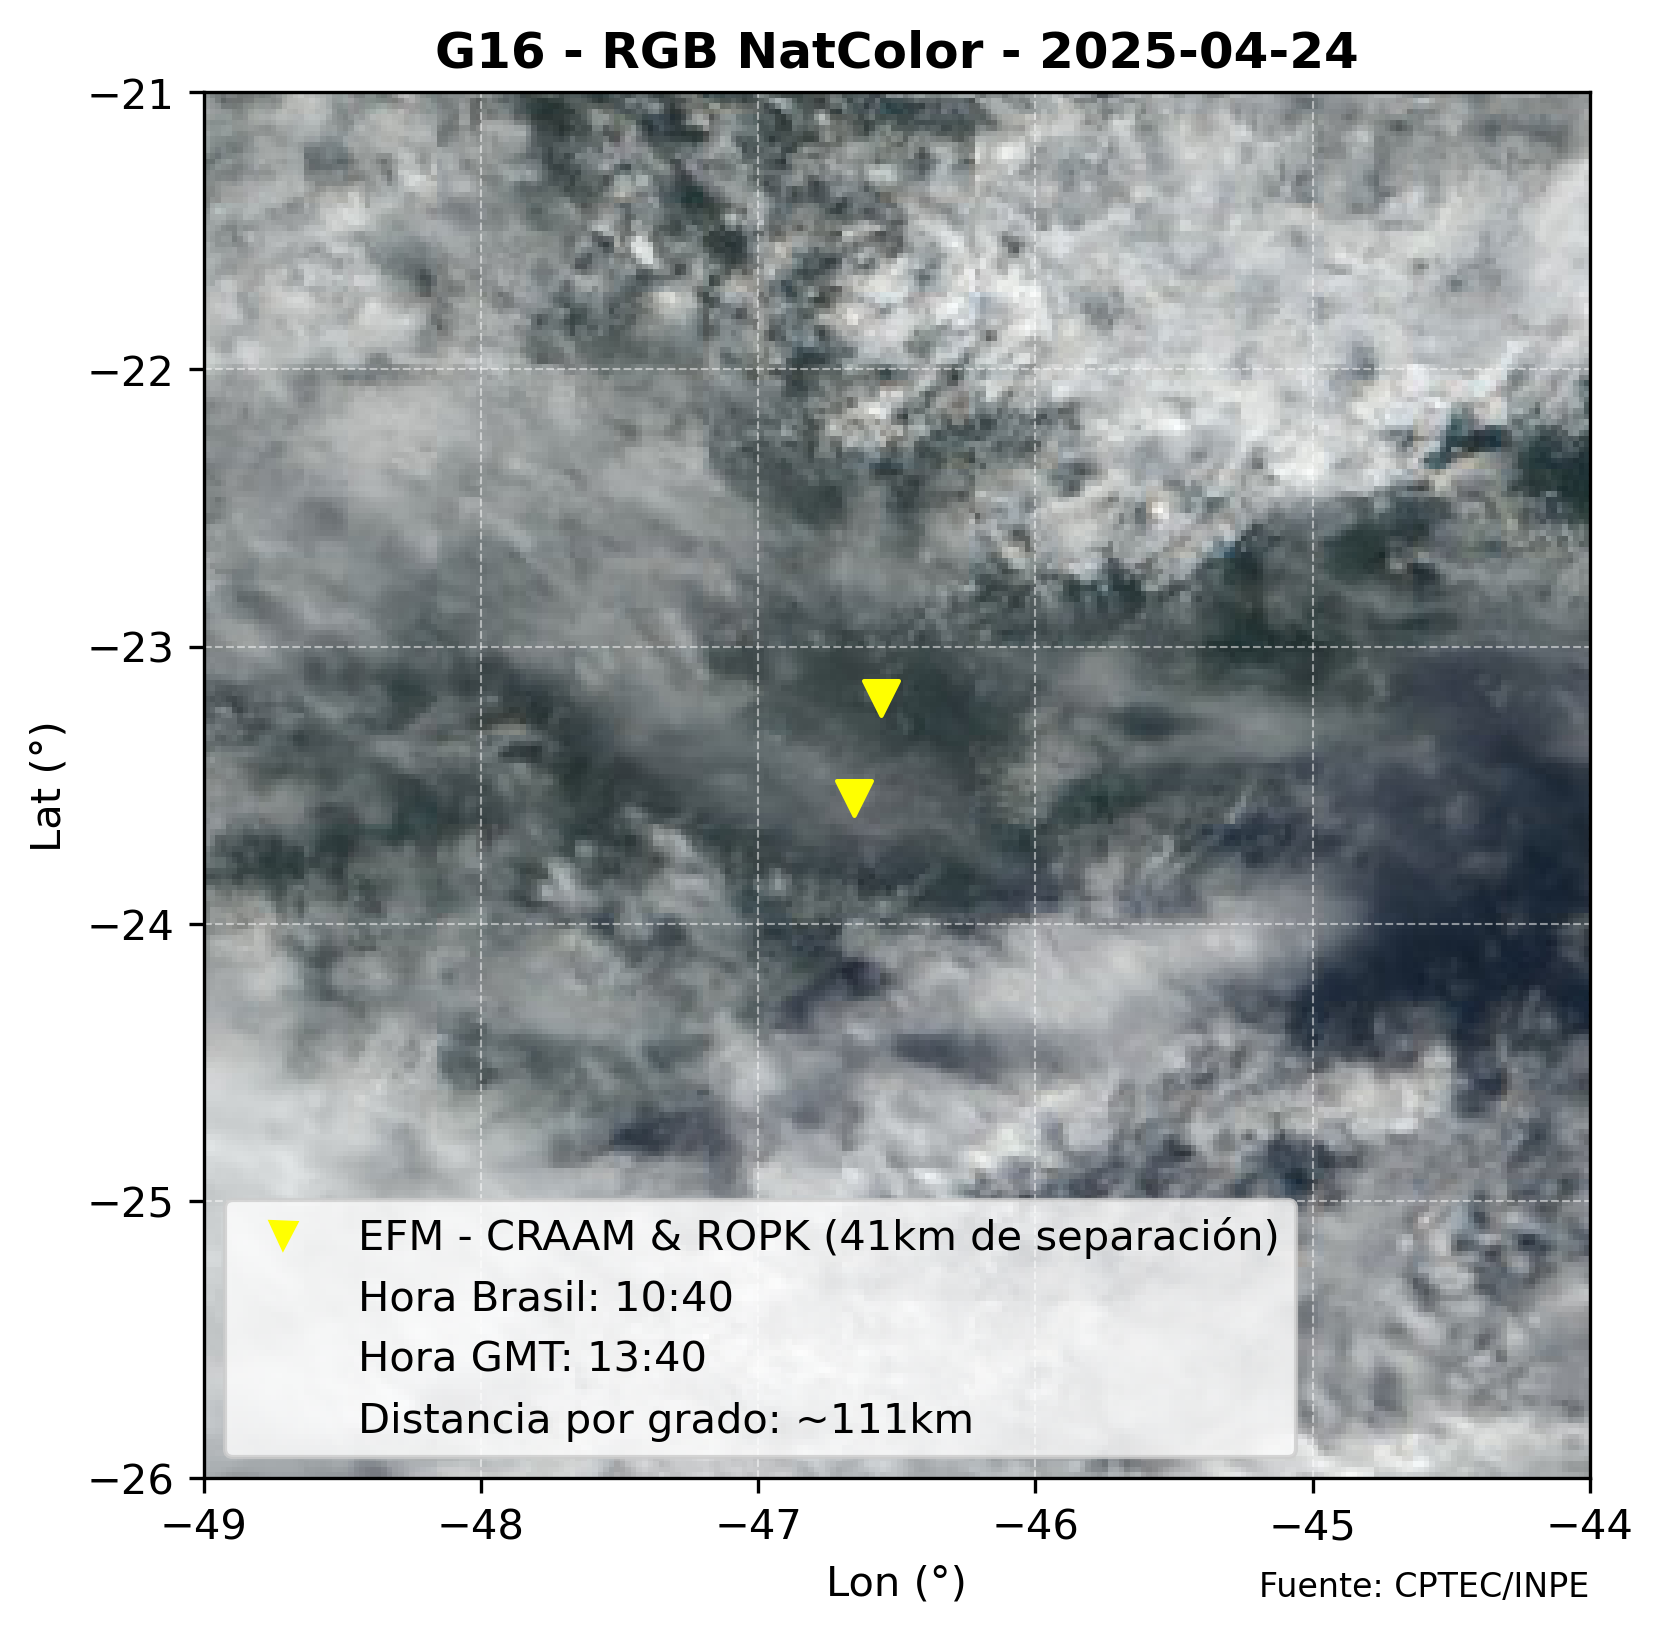 G16 - RGB NatColor - 2025-04-24
−21
−22
−23
−24
−25
−26
Lat (°)
EFM - CRAAM & ROPK (41km de separación)
Hora Brasil: 10:40
Hora GMT: 13:40
Distancia por grado: ~111km
−49
−48
−47
−46
−45
−44
Lon (°)
Fuente: CPTEC/INPE